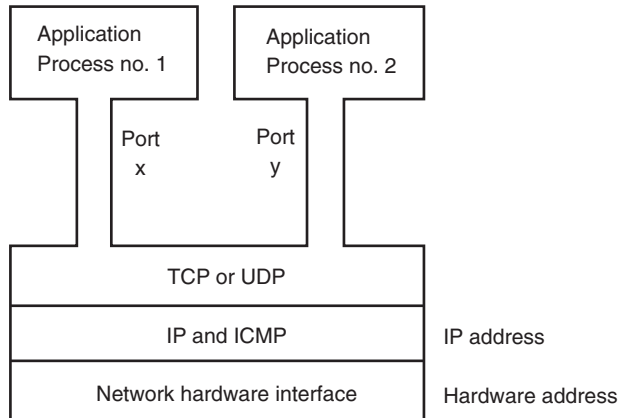 Application
Process no. 1
Application
Process no. 2
Port
x
Port
y
TCP or UDP
IP and ICMP
IP address
Network hardware interface
Hardware address